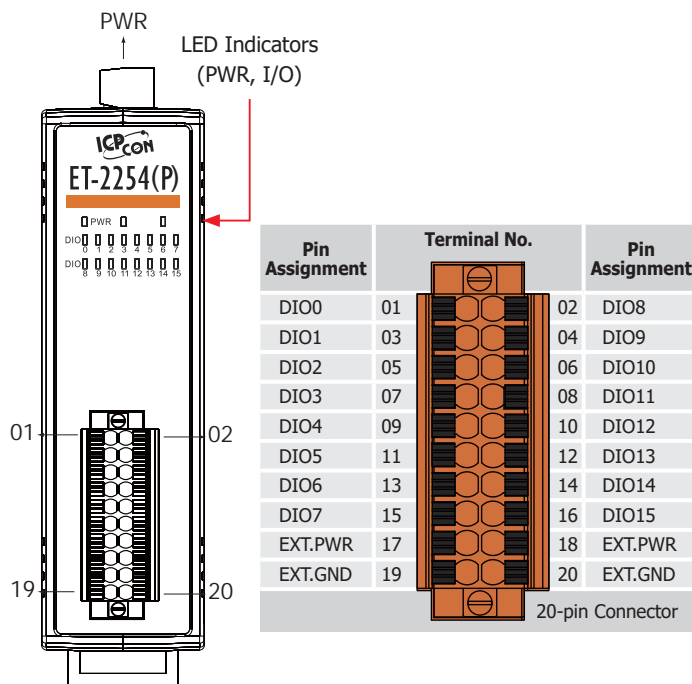 PWR
LED Indicators
(PWR, I/O)
ICP CON
ET-2254(P)
PWR
DIO
0 1 2 3 4 5 6 7
DIO
8 9 10 11 12 13 14 15
01
02
19
20
Pin Assignment Terminal No. Pin Assignment
DIO0 01 02 DIO8
DIO1 03 04 DIO9
DIO2 05 06 DIO10
DIO3 07 08 DIO11
DIO4 09 10 DIO12
DIO5 11 12 DIO13
DIO6 13 14 DIO14
DIO7 15 16 DIO15
EXT.PWR 17 18 EXT.PWR
EXT.GND 19 20 EXT.GND
20-pin Connector